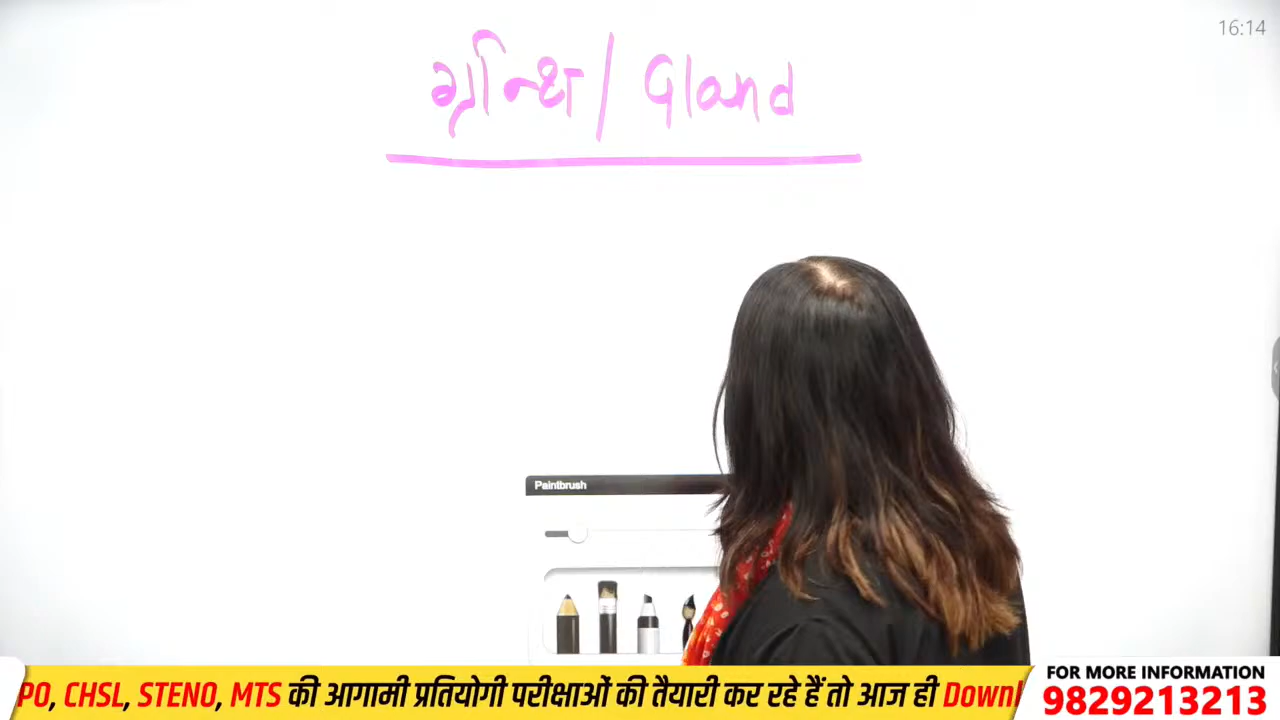 16:14
ग्रन्थि / Gland
Paintbrush
PO, CHSL, STENO, MTS की आगामी प्रतियोगी परीक्षाओं की तैयारी कर रहे हैं तो आज ही Downl
FOR MORE INFORMATION
9829213213